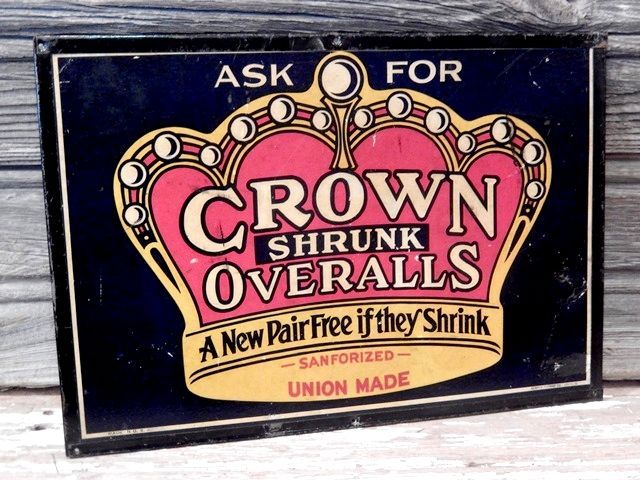 ASK FOR
CROWN
SHRUNK
OVERALLS
A New Pair Free if they Shrink
— SANFORIZED —
UNION MADE